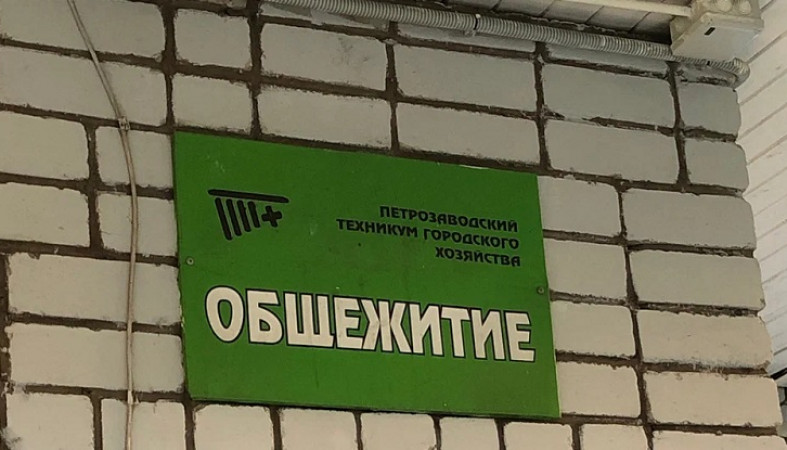 ПЕТРОЗАВОДСКИЙ
ТЕХНИКУМ ГОРОДСКОГО
ХОЗЯЙСТВА
ОБЩЕЖИТИЕ